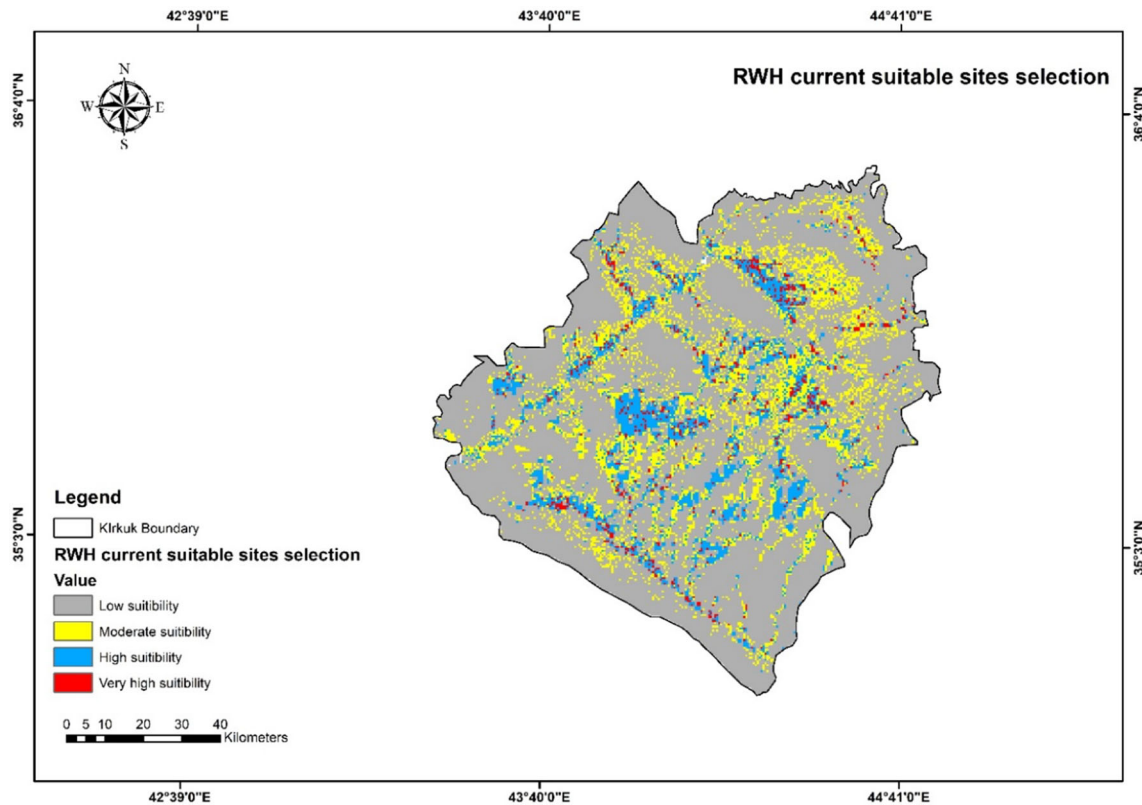 42°39'0"E 43°40'0"E 44°41'0"E
RWH current suitable sites selection
N
W E
S
36°4'0"N 36°4'0"N
35°3'0"N 35°3'0"N
Legend
KIrkuk Boundary
RWH current suitable sites selection
Value
Low suitibility
Moderate suitibility
High suitibility
Very high suitibility
0 5 10 20 30 40
Kilometers
42°39'0"E 43°40'0"E 44°41'0"E